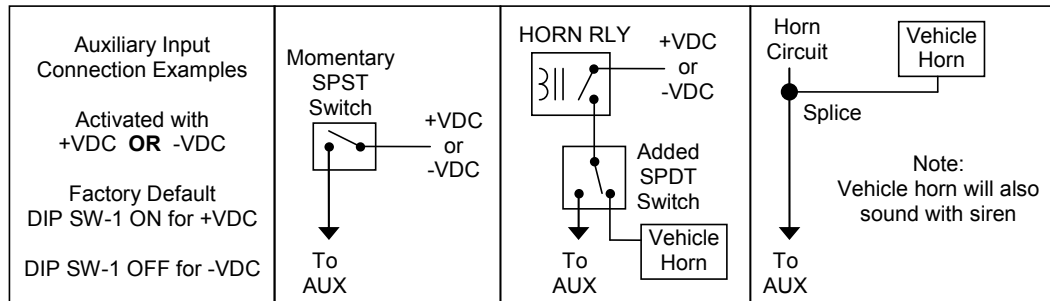 Auxiliary Input
Connection Examples
Activated with
+VDC OR -VDC
Factory Default
DIP SW-1 ON for +VDC
DIP SW-1 OFF for -VDC
Momentary
SPST
Switch
+VDC
or
-VDC
To
AUX
HORN RLY
+VDC
or
-VDC
Added
SPDT
Switch
To
AUX
Vehicle
Horn
Horn
Circuit
Vehicle
Horn
Splice
Note:
Vehicle horn will also
sound with siren
To
AUX